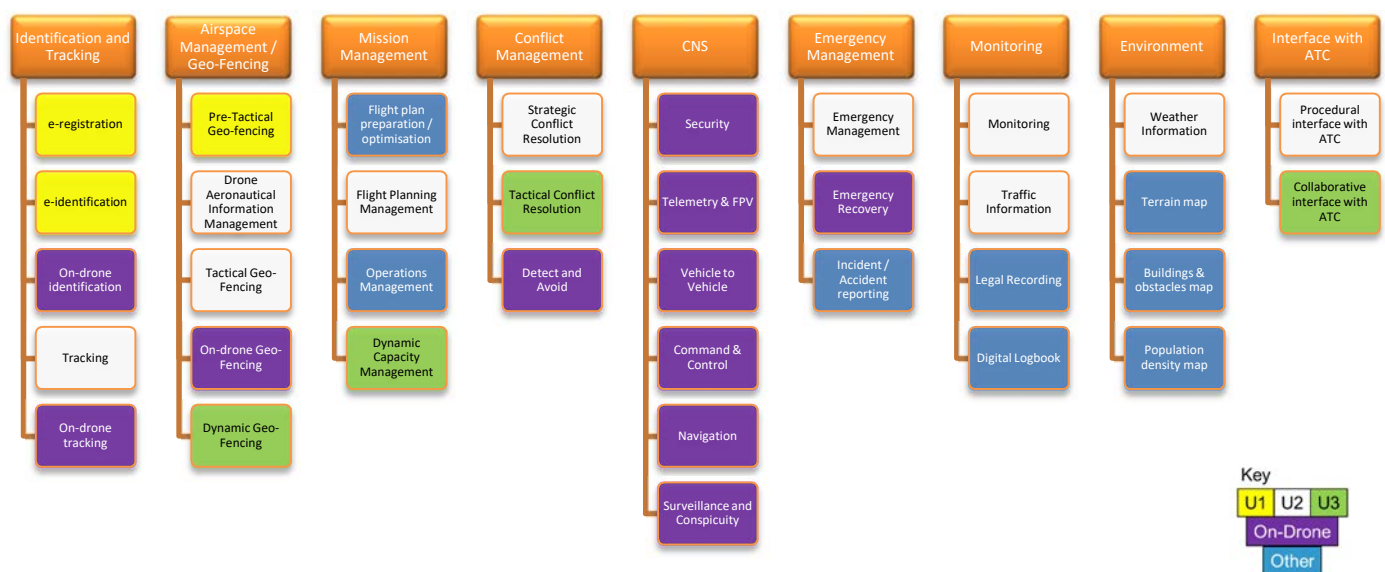 Identification and
Tracking
e-registration
e-identification
On-drone
identification
Tracking
On-drone
tracking
Airspace
Management /
Geo-Fencing
Pre-Tactical
Geo-fencing
Drone
Aeronautical
Information
Management
Tactical Geo-
Fencing
On-drone Geo-
Fencing
Dynamic Geo-
Fencing
Mission
Management
Flight plan
preparation /
optimisation
Flight Planning
Management
Operations
Management
Dynamic
Capacity
Management
Conflict
Management
Strategic
Conflict
Resolution
Tactical Conflict
Resolution
Detect and
Avoid
CNS
Security
Telemetry & FPV
Vehicle to
Vehicle
Command &
Control
Navigation
Surveillance and
Conspicuity
Emergency
Management
Emergency
Management
Emergency
Recovery
Incident /
Accident
reporting
Monitoring
Monitoring
Traffic
Information
Legal Recording
Digital Logbook
Environment
Weather
Information
Terrain map
Buildings &
obstacles map
Population
density map
Interface with
ATC
Procedural
interface with
ATC
Collaborative
interface with
ATC
Key
U1 U2 U3
On-Drone
Other